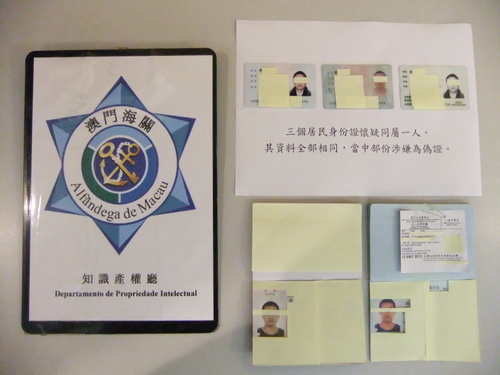 澳門海關
Alfândega de Macau
知識產權廳
Departamento de Propriedade Intelectual
三個居民身份證懷疑同屬一人，
其資料全部相同，當中部份涉嫌為偽證。